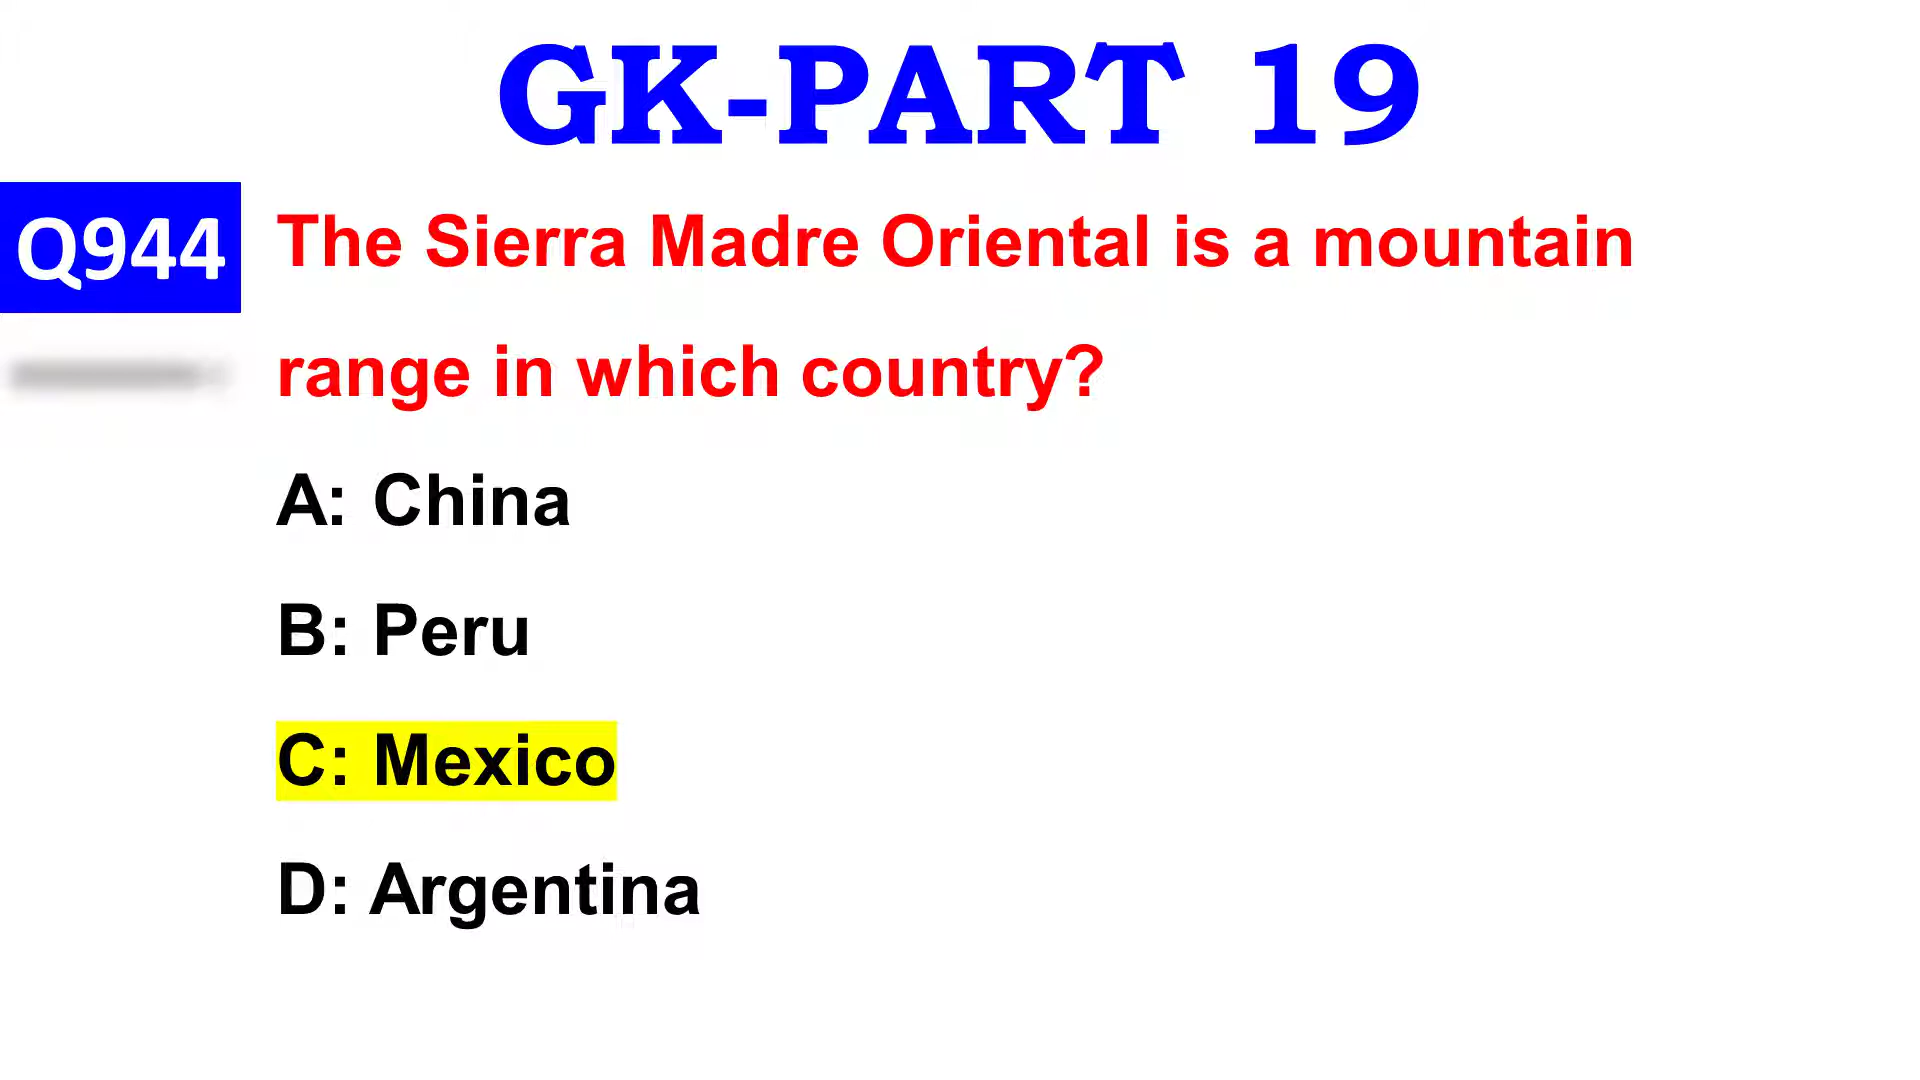 GK-PART 19
Q944
The Sierra Madre Oriental is a mountain
range in which country?
A: China
B: Peru
C: Mexico
D: Argentina